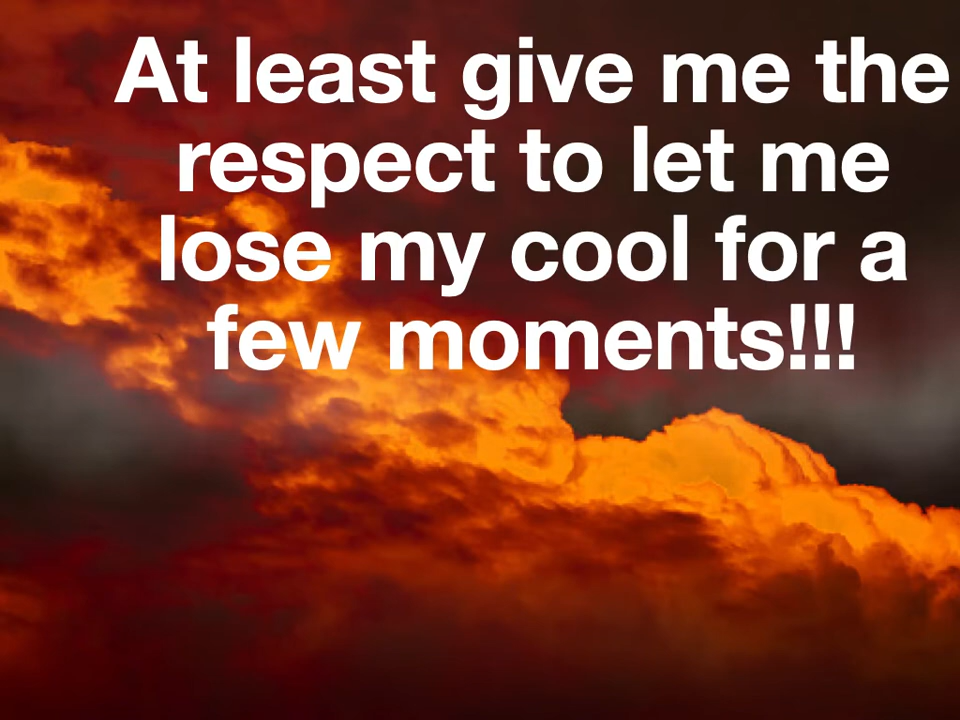 At least give me the
respect to let me
lose my cool for a
few moments!!!